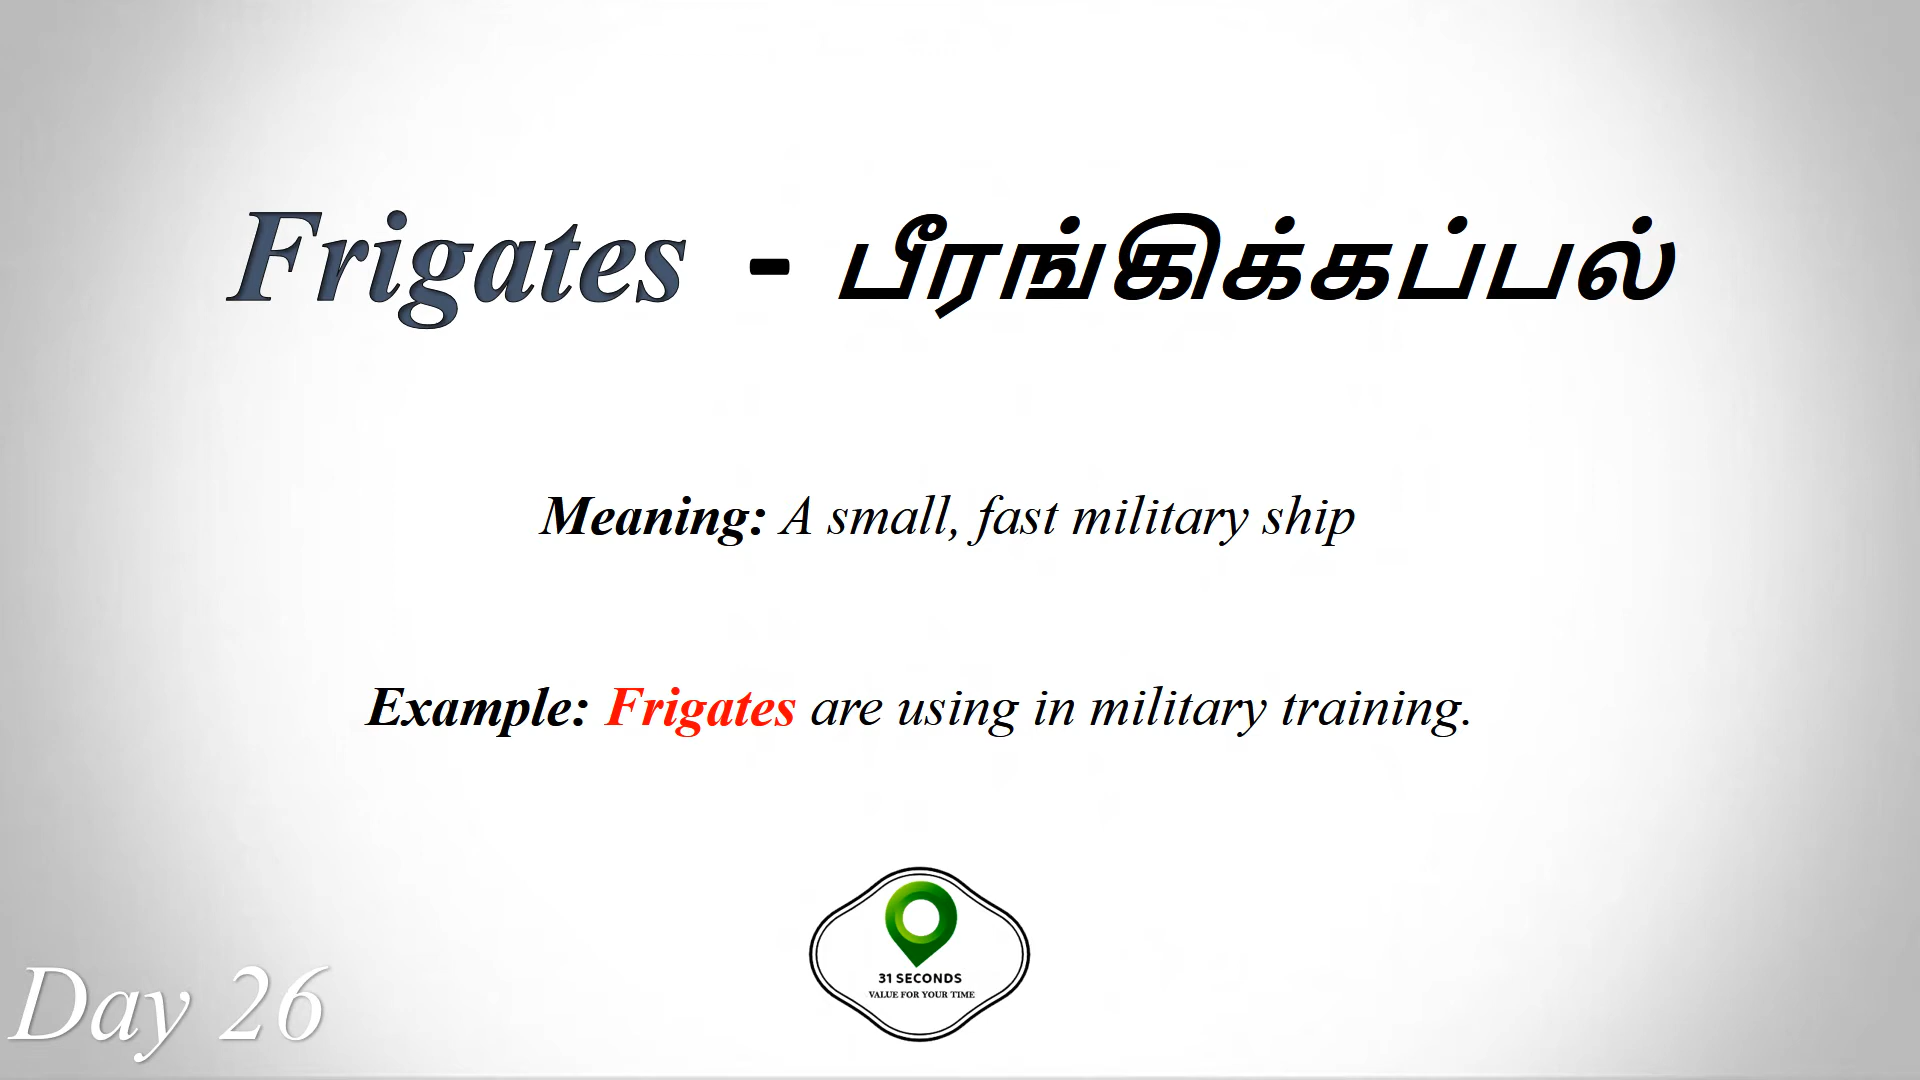 Frigates - பீரங்கிக்கப்பல்
Meaning: A small, fast military ship
Example: Frigates are using in military training.
31 SECONDS
VALUE FOR YOUR TIME
Day 26